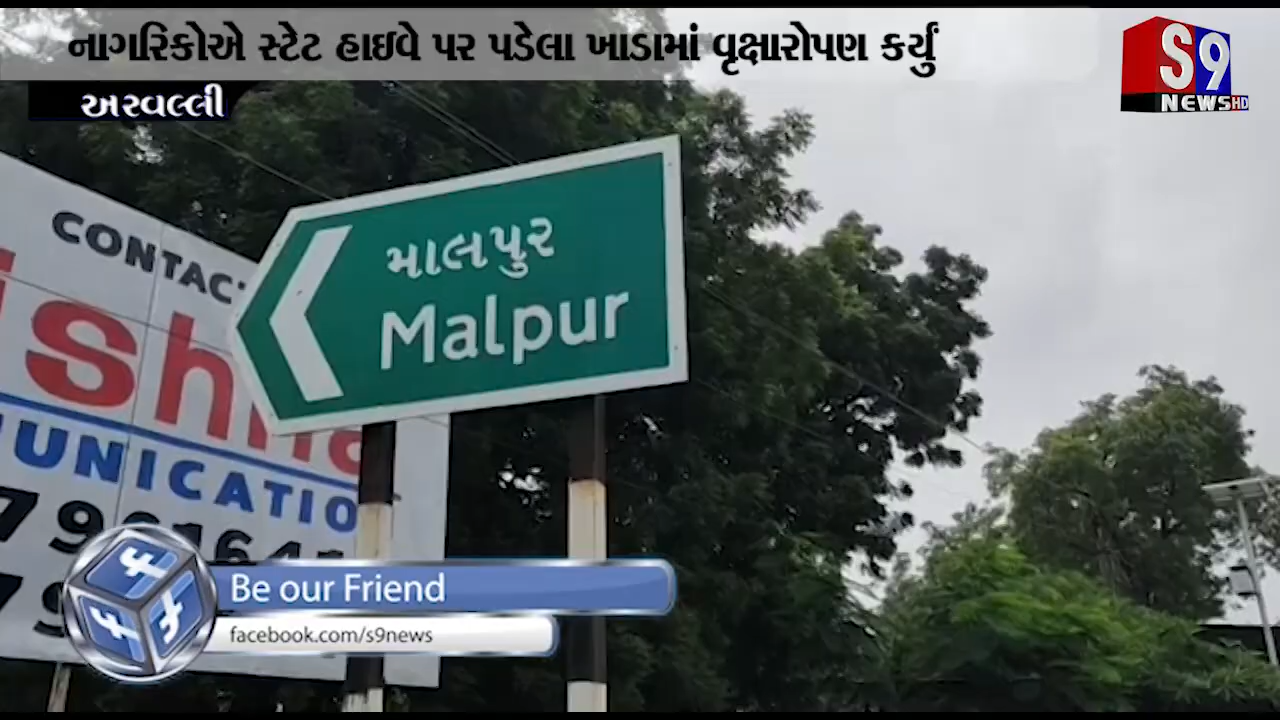 નાગરિકોએ સ્ટેટ હાઇવે પર પડેલા ખાડામાં વૃક્ષારોપણ કર્યું
અરવલ્લી
S9
NEWS HD
CONTACT
માલપુર
Malpur
Be our Friend
facebook.com/s9news